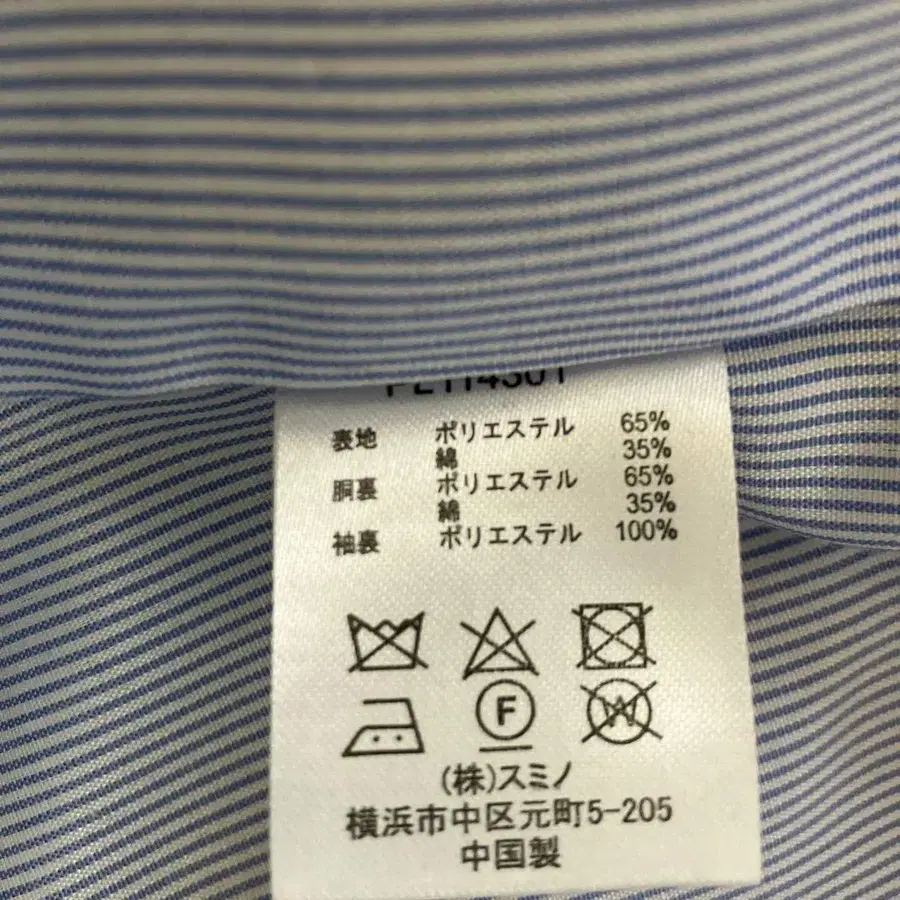 表地 ポリエステル 65%
綿 35%
胴裏 ポリエステル 65%
綿 35%
袖裏 ポリエステル 100%
F
W
(株)スミノ
横浜市中区元町5-205
中国製